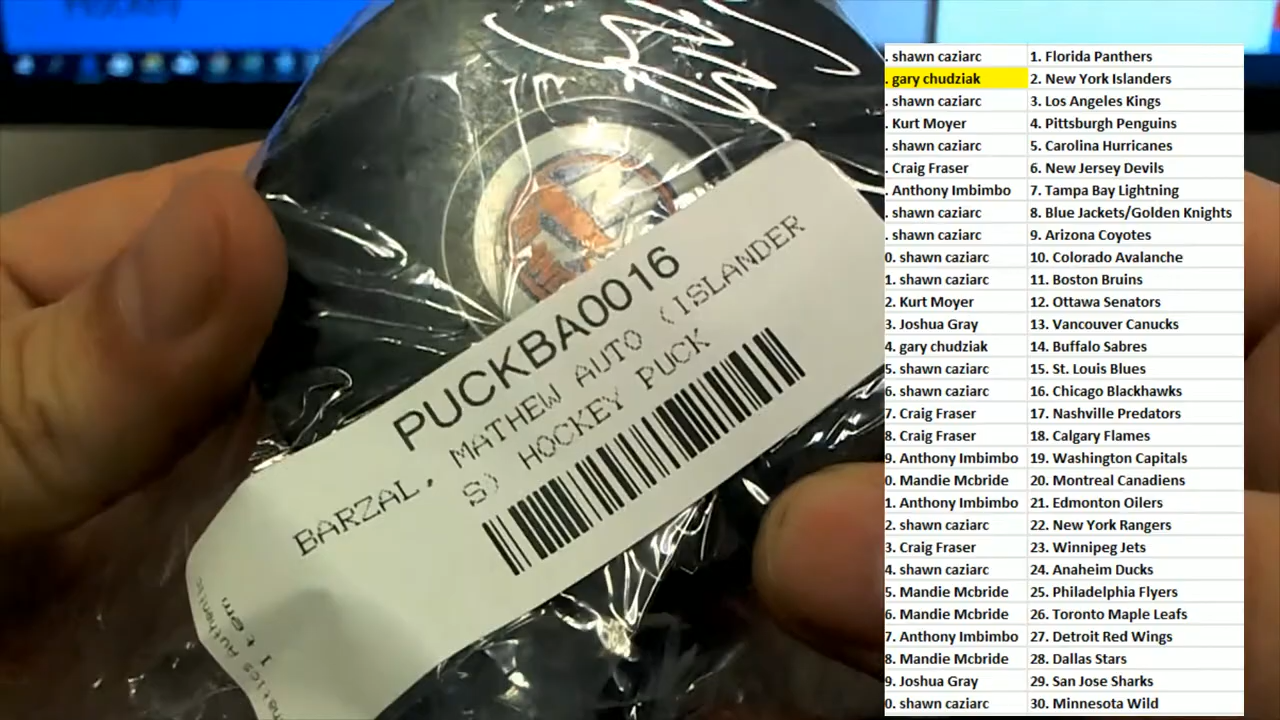 PUCKBA0016
BARZAL, MATHEW AUTO (ISLANDER
S) HOCKEY PUCK
Item
. shawn caziarc 1. Florida Panthers
. gary chudziak 2. New York Islanders
. shawn caziarc 3. Los Angeles Kings
. Kurt Moyer 4. Pittsburgh Penguins
. shawn caziarc 5. Carolina Hurricanes
. Craig Fraser 6. New Jersey Devils
. Anthony Imbimbo 7. Tampa Bay Lightning
. shawn caziarc 8. Blue Jackets/Golden Knights
. shawn caziarc 9. Arizona Coyotes
0. shawn caziarc 10. Colorado Avalanche
1. shawn caziarc 11. Boston Bruins
2. Kurt Moyer 12. Ottawa Senators
3. Joshua Gray 13. Vancouver Canucks
4. gary chudziak 14. Buffalo Sabres
5. shawn caziarc 15. St. Louis Blues
6. shawn caziarc 16. Chicago Blackhawks
7. Craig Fraser 17. Nashville Predators
8. Craig Fraser 18. Calgary Flames
9. Anthony Imbimbo 19. Washington Capitals
0. Mandie Mcbride 20. Montreal Canadiens
1. Anthony Imbimbo 21. Edmonton Oilers
2. shawn caziarc 22. New York Rangers
3. Craig Fraser 23. Winnipeg Jets
4. shawn caziarc 24. Anaheim Ducks
5. Mandie Mcbride 25. Philadelphia Flyers
6. Mandie Mcbride 26. Toronto Maple Leafs
7. Anthony Imbimbo 27. Detroit Red Wings
8. Mandie Mcbride 28. Dallas Stars
9. Joshua Gray 29. San Jose Sharks
0. shawn caziarc 30. Minnesota Wild